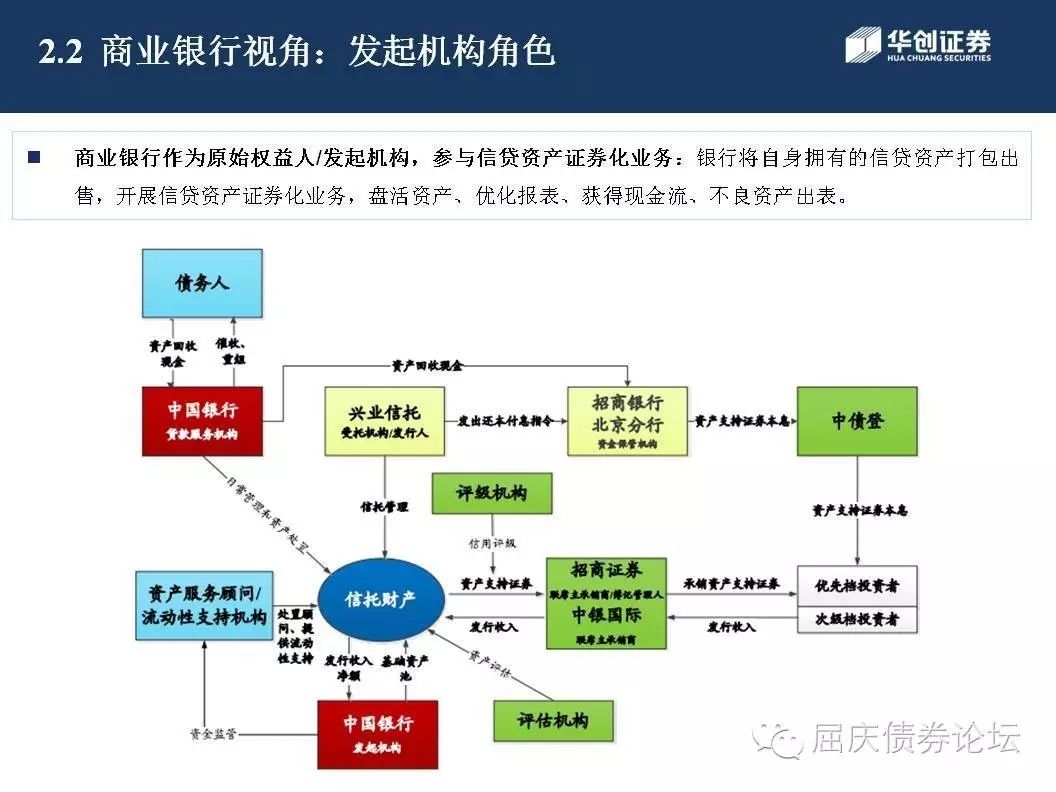 2.2 商业银行视角：发起机构角色
华创证券
HUA CHUANG SECURITIES
■ 商业银行作为原始权益人/发起机构，参与信贷资产证券化业务：银行将自身拥有的信贷资产打包出
售，开展信贷资产证券化业务，盘活资产、优化报表、获得现金流、不良资产出表。
债务人
资产回收
现金
催收、
重组
资产回收现金
中国银行
贷款服务机构
兴业信托
受托机构/发行人
发出还本付息指令
招商银行
北京分行
资金保管机构
资产支持证券本息
中债登
日常管理和资产处置
信托管理
评级机构
信用评级
资产支持证券本息
资产服务顾问/
流动性支持机构
处置顾
问、提
供流动
性支持
信托财产
资产支持证券
发行收入
招商证券
联席主承销商/簿记管理人
中银国际
联席主承销商
承销资产支持证券
发行收入
优先档投资者
次级档投资者
发行收入
净额
基础资产
池
资产评估
资金监管
中国银行
发起机构
评估机构
屈庆债券论坛